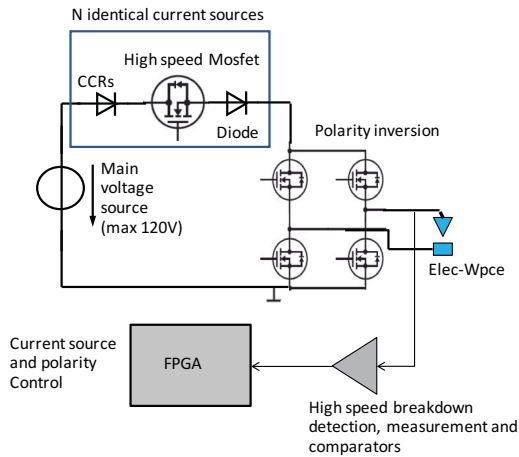 N identical current sources
High speed Mosfet
CCRs
Diode
Polarity inversion
Main
voltage
source
(max 120V)
Elec-Wpce
Current source
and polarity
Control
FPGA
High speed breakdown
detection, measurement and
comparators